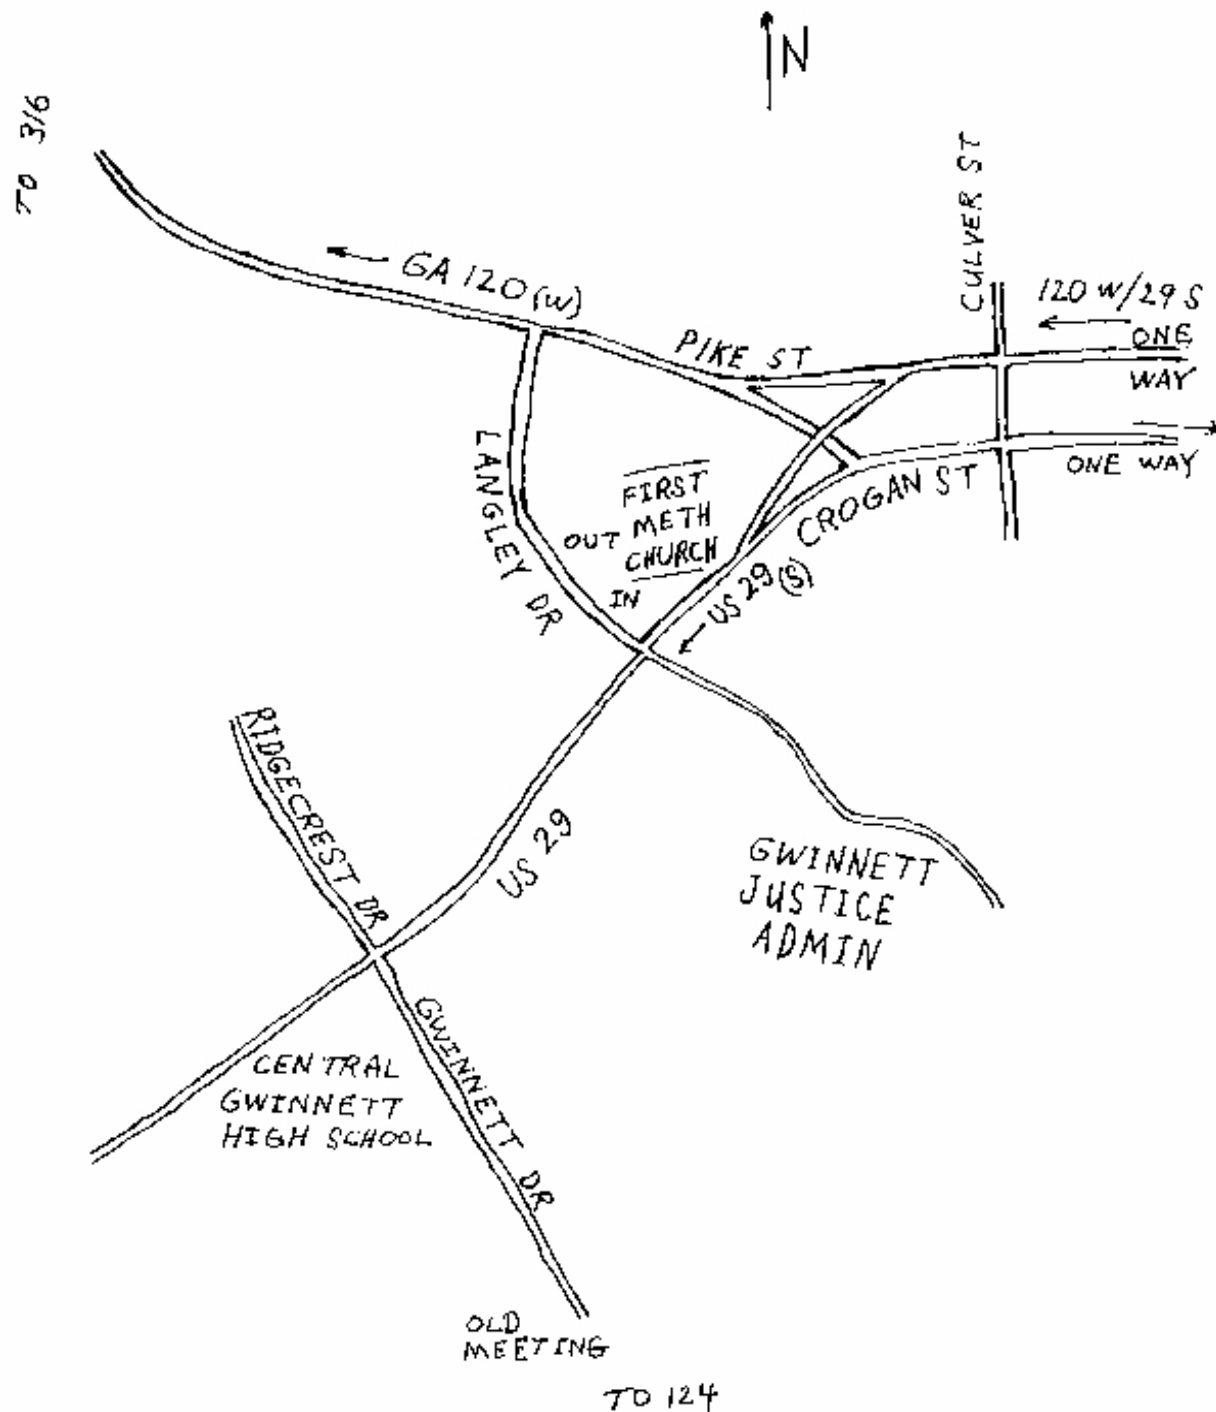 N
TO 316
CULVER ST
GA 120 (W)
120 W/29 S
ONE
WAY
PIKE ST
ONE WAY
CROGAN ST
LANGLEY DR
FIRST
OUT METH
CHURCH
IN
US 29 (S)
RIDGECREST DR
US 29
GWINNETT
JUSTICE
ADMIN
GWINNETT DR
CENTRAL
GWINNETT
HIGH SCHOOL
OLD
MEETING
TO 124